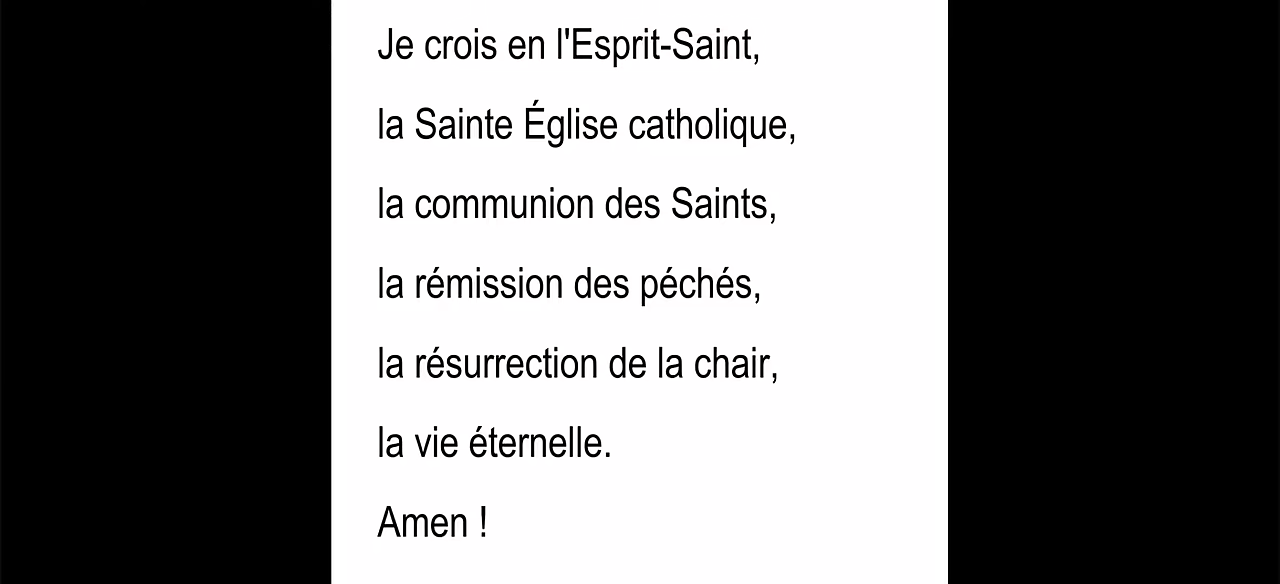 Je crois en l'Esprit-Saint,
la Sainte Église catholique,
la communion des Saints,
la rémission des péchés,
la résurrection de la chair,
la vie éternelle.
Amen !